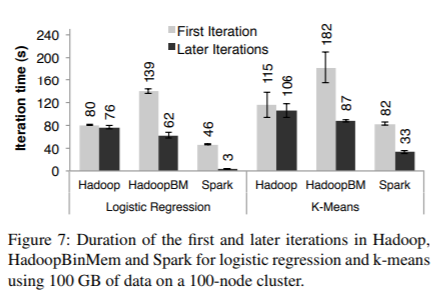 First Iteration
Later Iterations
Iteration time (s)
240
200
160
120
80
40
0
80
76
139
62
46
3
115
106
182
87
82
33
Hadoop HadoopBM Spark Hadoop HadoopBM Spark
Logistic Regression K-Means
Figure 7: Duration of the first and later iterations in Hadoop,
HadoopBinMem and Spark for logistic regression and k-means
using 100 GB of data on a 100-node cluster.